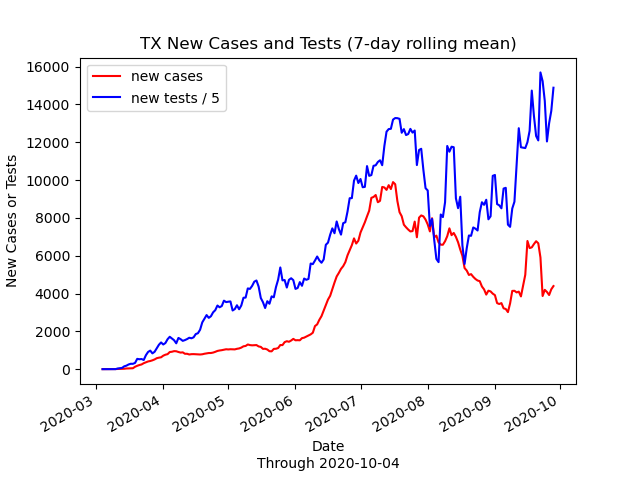 TX New Cases and Tests (7-day rolling mean)
new cases
new tests / 5
16000
14000
12000
10000
8000
6000
4000
2000
0
New Cases or Tests
2020-03
2020-04
2020-05
2020-06
2020-07
2020-08
2020-09
2020-10
Date
Through 2020-10-04